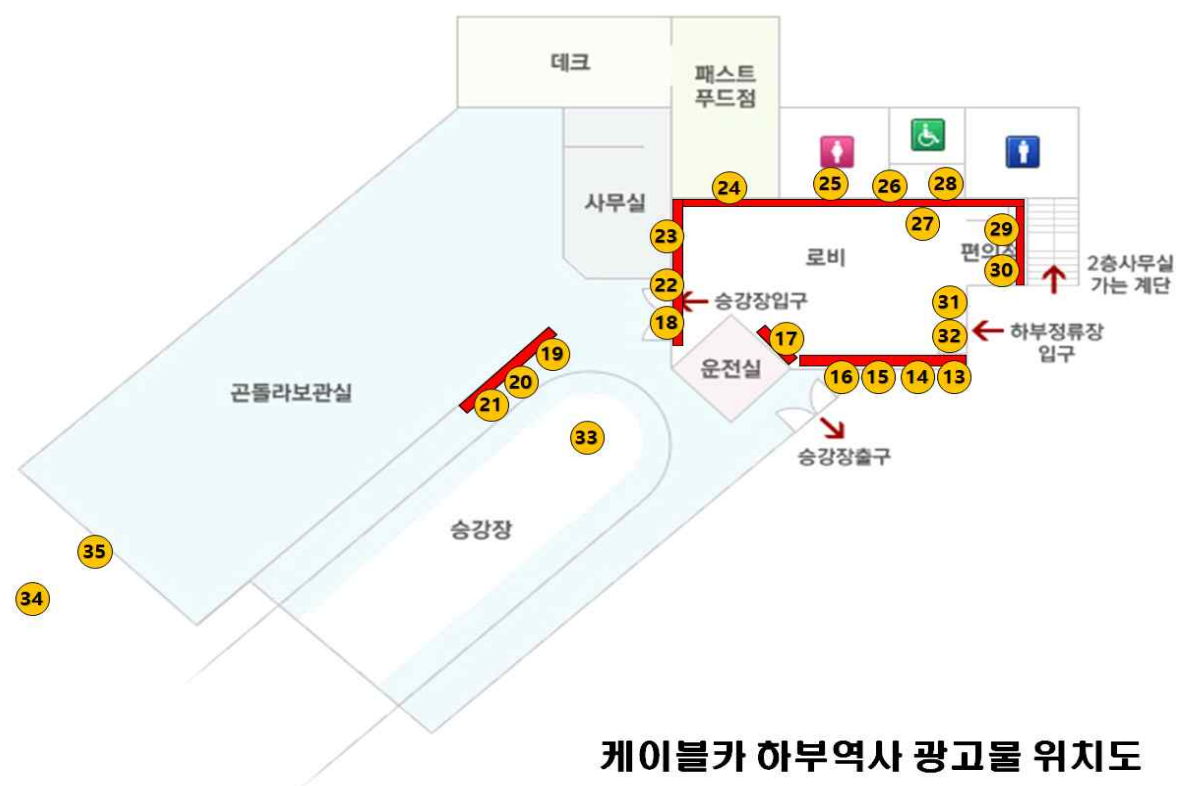 데크
패스트
푸드점
사무실
24
25
26
28
27
23
22
18
로비
편의점
29
30
31
32
2층사무실
가는 계단
승강장입구
하부정류장
입구
17
운전실
16
15
14
13
승강장출구
19
20
21
곤돌라보관실
33
승강장
35
34
케이블카 하부역사 광고물 위치도